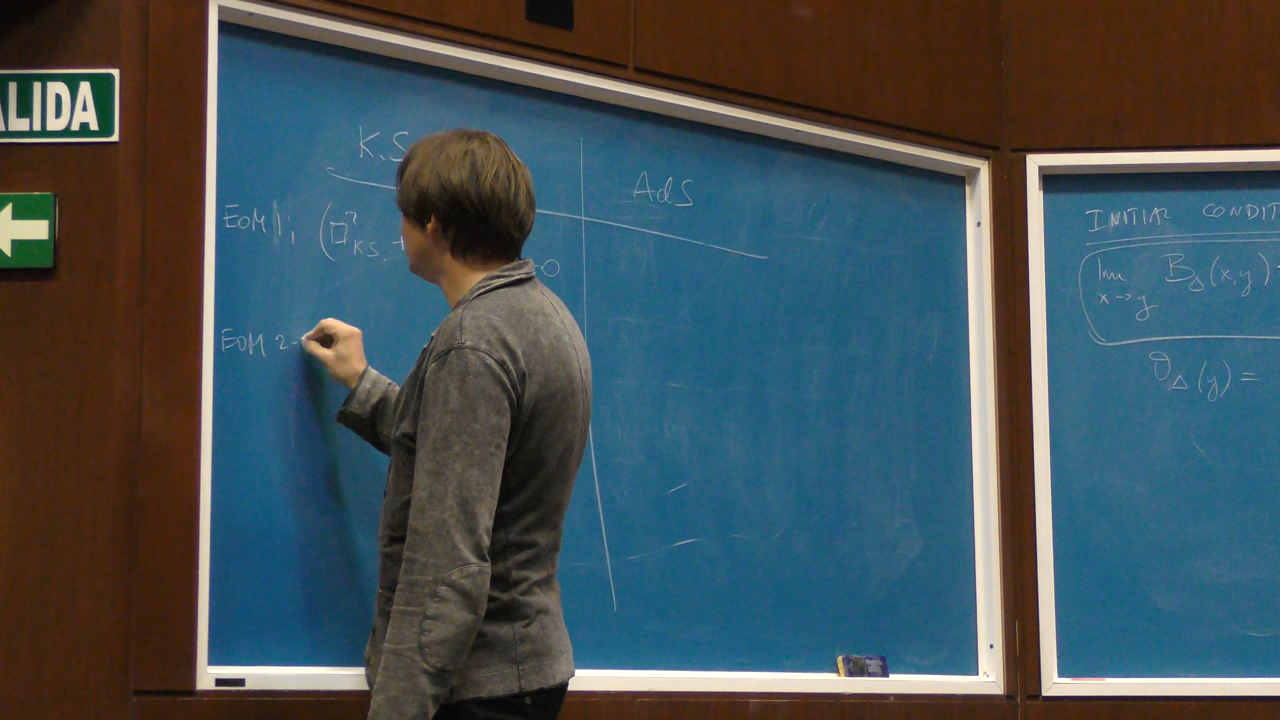 ALIDA
K.S
AdS
EOM 1; (□²K.S. +
=0
EOM 2-
INITIAL CONDIT
lim x→y B_Δ(x,y) =
O_Δ(y) =